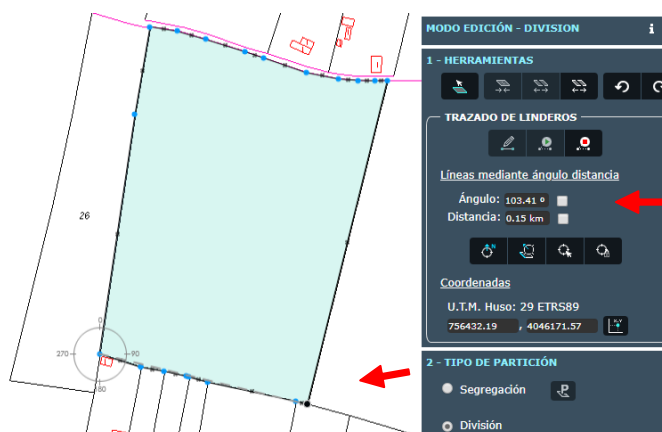 MODO EDICIÓN - DIVISION i
1 - HERRAMIENTAS
TRAZADO DE LINDEROS
Líneas mediante ángulo distancia
Ángulo: 103.41 º
Distancia: 0.15 km
N
Coordenadas
U.T.M. Huso: 29 ETRS89
756432.19 , 4046171.57 X,Y
2 - TIPO DE PARTICIÓN
Segregación P
División
26
0
270 90
80